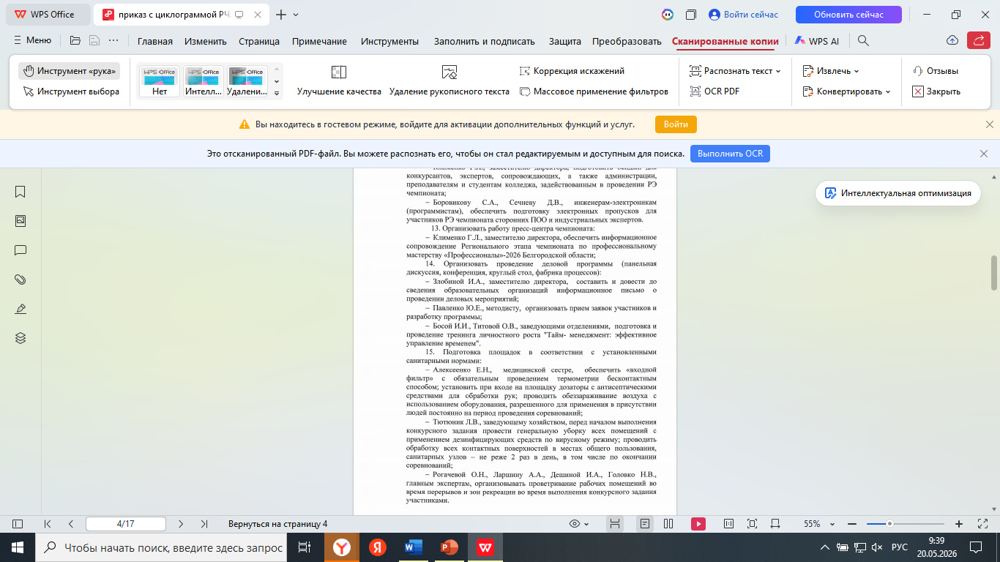 WPS Office
приказ с циклограммой РЧ
Войти сейчас
Обновить сейчас
Меню
Главная
Изменить
Страница
Примечание
Инструменты
Заполнить и подписать
Защита
Преобразовать
Сканированные копии
WPS AI
Инструмент «рука»
Инструмент выбора
Нет
Интелл...
Удалени...
Улучшение качества
Удаление рукописного текста
Коррекция искажений
Массовое применение фильтров
Распознать текст
OCR PDF
Извлечь
Конвертировать
Отзывы
Закрыть
Вы находитесь в гостевом режиме, войдите для активации дополнительных функций и услуг.
Войти
Это отсканированный PDF-файл. Вы можете распознать его, чтобы он стал редактируемым и доступным для поиска.
Выполнить OCR
Интеллектуальная оптимизация
конкурсантов, экспертов, сопровождающих, а также администрации,
преподавателям и студентам колледжа, задействованным в проведении РЭ
чемпионата;
– Боровикову С.А., Сечневу Д.В., инженерам-электроникам
(программистам), обеспечить подготовку электронных пропусков для
участников РЭ чемпионата сторонних ПОО и индустриальных экспертов.
13. Организовать работу пресс-центра чемпионата:
– Клименко Г.Л., заместителю директора, обеспечить информационное
сопровождение Регионального этапа чемпионата по профессиональному
мастерству «Профессионалы»-2026 Белгородской области;
14. Организовать проведение деловой программы (панельная
дискуссия, конференция, круглый стол, фабрика процессов):
– Злобиной И.А., заместителю директора, составить и довести до
сведения образовательных организаций информационное письмо о
проведении деловых мероприятий;
– Павленко Ю.Е., методисту, организовать прием заявок участников и
разработку программы;
– Босой И.И., Титовой О.В., заведующими отделениями, подготовка и
проведение тренинга личностного роста "Тайм- менеджмент: эффективное
управление временем".
15. Подготовка площадок в соответствии с установленными
санитарными нормами:
– Алексеенко Е.Н., медицинской сестре, обеспечить «входной
фильтр» с обязательным проведением термометрии бесконтактным
способом; установить при входе на площадку дозаторы с антисептическими
средствами для обработки рук; проводить обеззараживание воздуха с
использованием оборудования, разрешенного для применения в присутствии
людей постоянно на период проведения соревнований;
– Тютюник Л.В., заведующему хозяйством, перед началом выполнения
конкурсного задания провести генеральную уборку всех помещений с
применением дезинфицирующих средств по вирусному режиму; проводить
обработку всех контактных поверхностей в местах общего пользования,
санитарных узлов – не реже 2 раз в день, в том числе по окончании
соревнований;
– Рогачевой О.Н., Ларшину А.А., Дешиной И.А., Головко Н.В.,
главным экспертам, организовывать проветривание рабочих помещений во
время перерывов и зон рекреации во время выполнения конкурсного задания
участниками.
4/17
Вернуться на страницу 4
55%
Чтобы начать поиск, введите здесь запрос
РУС
9:39
20.05.2026